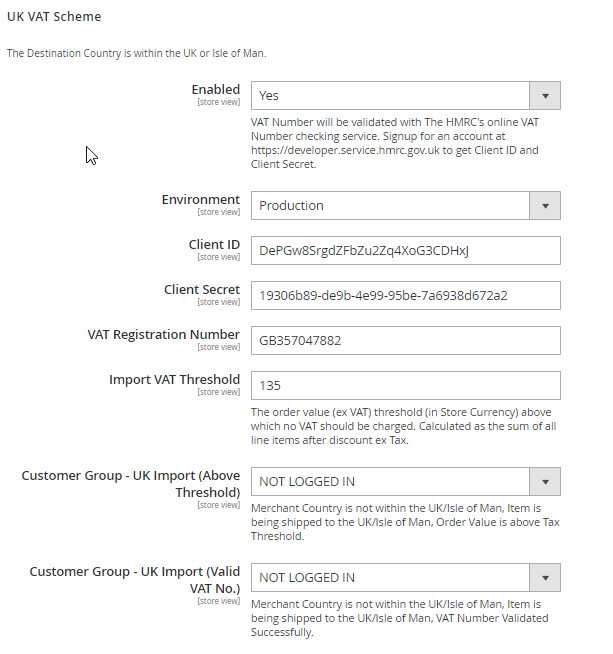 UK VAT Scheme
The Destination Country is within the UK or Isle of Man.
Enabled
[store view]
Yes
VAT Number will be validated with The HMRC's online VAT
Number checking service. Signup for an account at
https://developer.service.hmrc.gov.uk to get Client ID and
Client Secret.
Environment
[store view]
Production
Client ID
[store view]
DePGw8SrgdZFbZu2Zq4XoG3CDHxJ
Client Secret
[store view]
19306b89-de9b-4e99-95be-7a6938d672a2
VAT Registration Number
[store view]
GB357047882
Import VAT Threshold
[store view]
135
The order value (ex VAT) threshold (in Store Currency) above
which no VAT should be charged. Calculated as the sum of all
line items after discount ex Tax.
Customer Group - UK Import (Above
Threshold)
[store view]
NOT LOGGED IN
Merchant Country is not within the UK/Isle of Man, Item is
being shipped to the UK/Isle of Man, Order Value is above Tax
Threshold.
Customer Group - UK Import (Valid
VAT No.)
[store view]
NOT LOGGED IN
Merchant Country is not within the UK/Isle of Man, Item is
being shipped to the UK/Isle of Man, VAT Number Validated
Successfully.